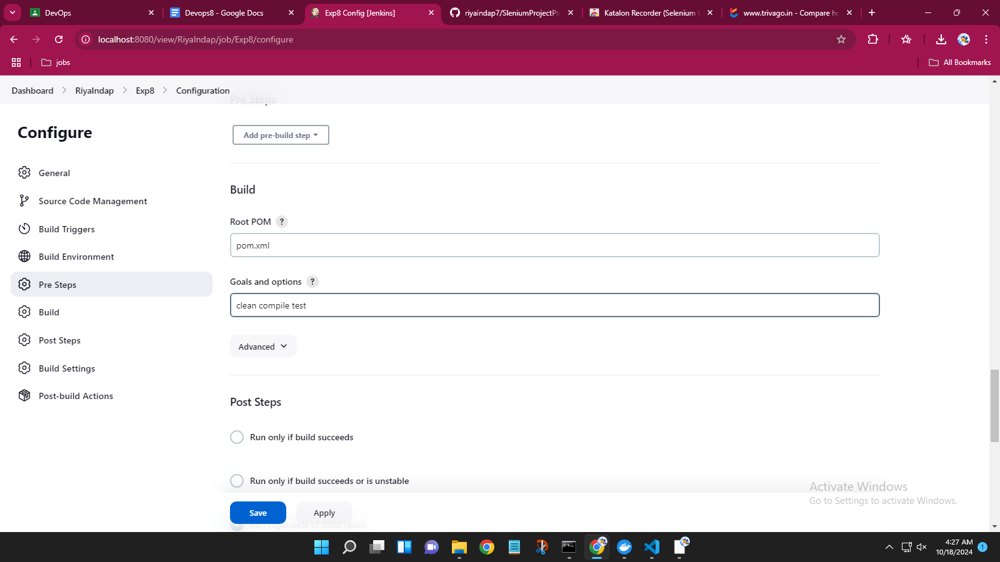 DevOps
Devops8 - Google Docs
Exp8 Config [Jenkins]
riyaindap7/SleniumProjectPr
Katalon Recorder (Selenium t
www.trivago.in - Compare ho
localhost:8080/view/RiyaIndap/job/Exp8/configure
jobs
All Bookmarks
Dashboard
RiyaIndap
Exp8
Configuration
Pre Steps
Configure
General
Source Code Management
Build Triggers
Build Environment
Pre Steps
Build
Post Steps
Build Settings
Post-build Actions
Add pre-build step
Build
Root POM ?
pom.xml
Goals and options ?
clean compile test
Advanced
Post Steps
Run only if build succeeds
Run only if build succeeds or is unstable
Run regardless of build result
Save
Apply
Activate Windows
Go to Settings to activate Windows.
4:27 AM
10/18/2024
1